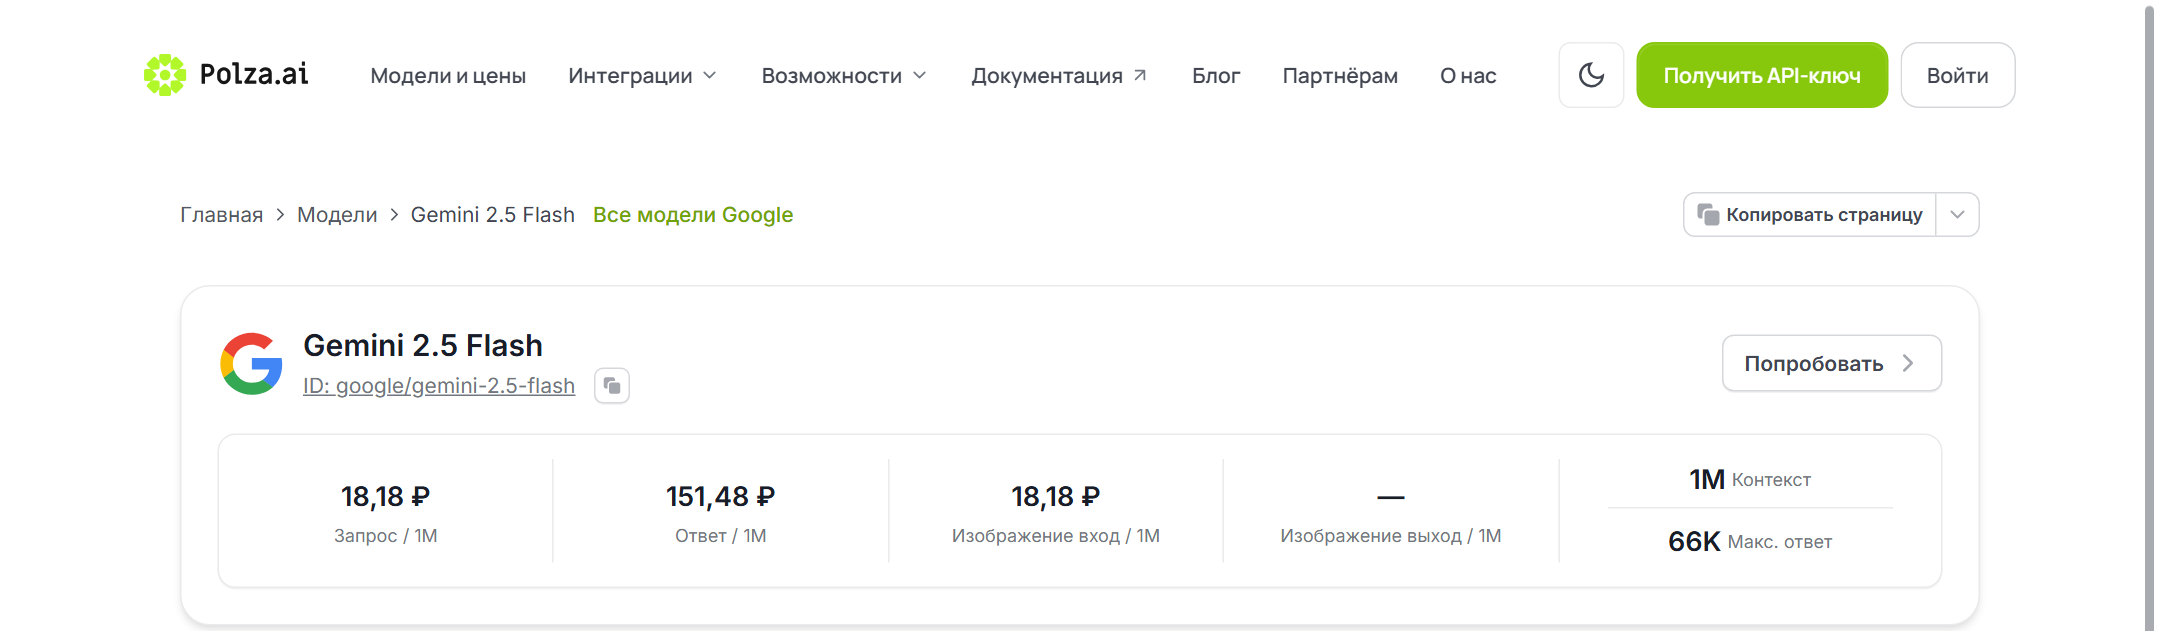 Polza.ai Модели и цены Интеграции Возможности Документация Блог Партнёрам О нас Получить API-ключ Войти
Главная > Модели > Gemini 2.5 Flash Все модели Google Копировать страницу
Gemini 2.5 Flash
ID: google/gemini-2.5-flash
Попробовать
18,18 ₽
Запрос / 1M
151,48 ₽
Ответ / 1M
18,18 ₽
Изображение вход / 1M
—
Изображение выход / 1M
1M Контекст
66K Макс. ответ